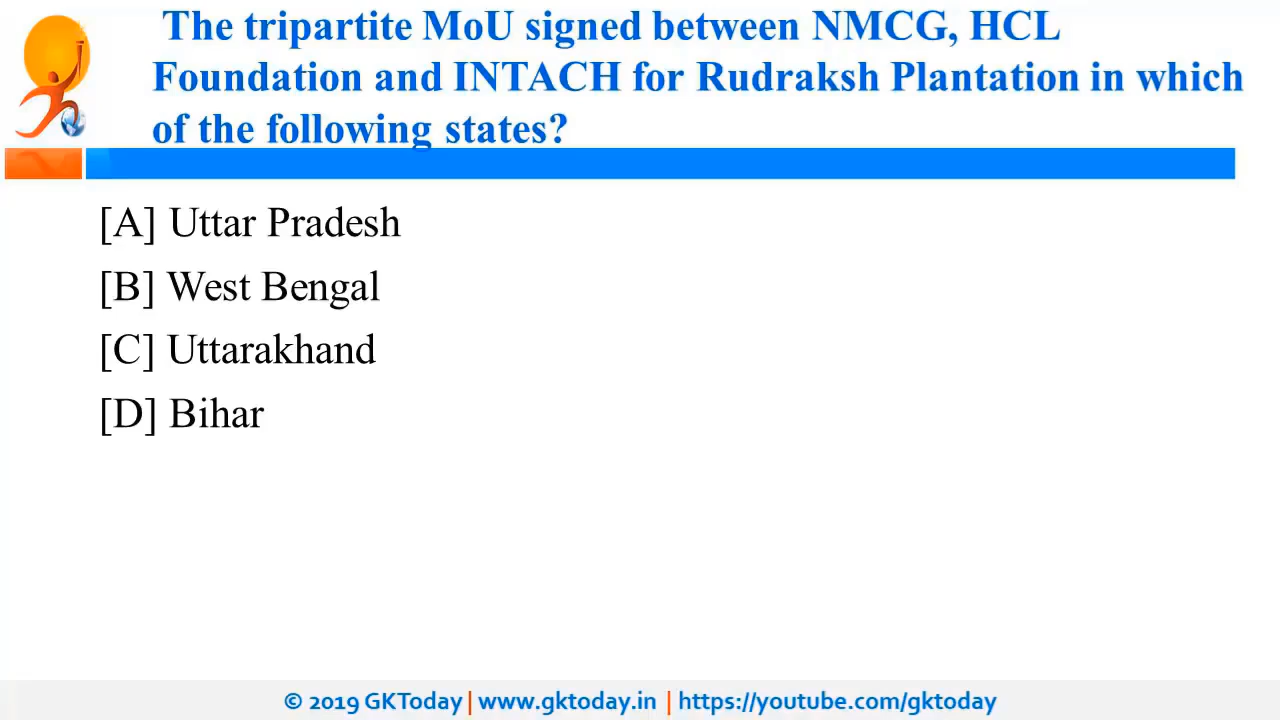 The tripartite MoU signed between NMCG, HCL
Foundation and INTACH for Rudraksh Plantation in which
of the following states?
[A] Uttar Pradesh
[B] West Bengal
[C] Uttarakhand
[D] Bihar
© 2019 GKToday | www.gktoday.in | https://youtube.com/gktoday